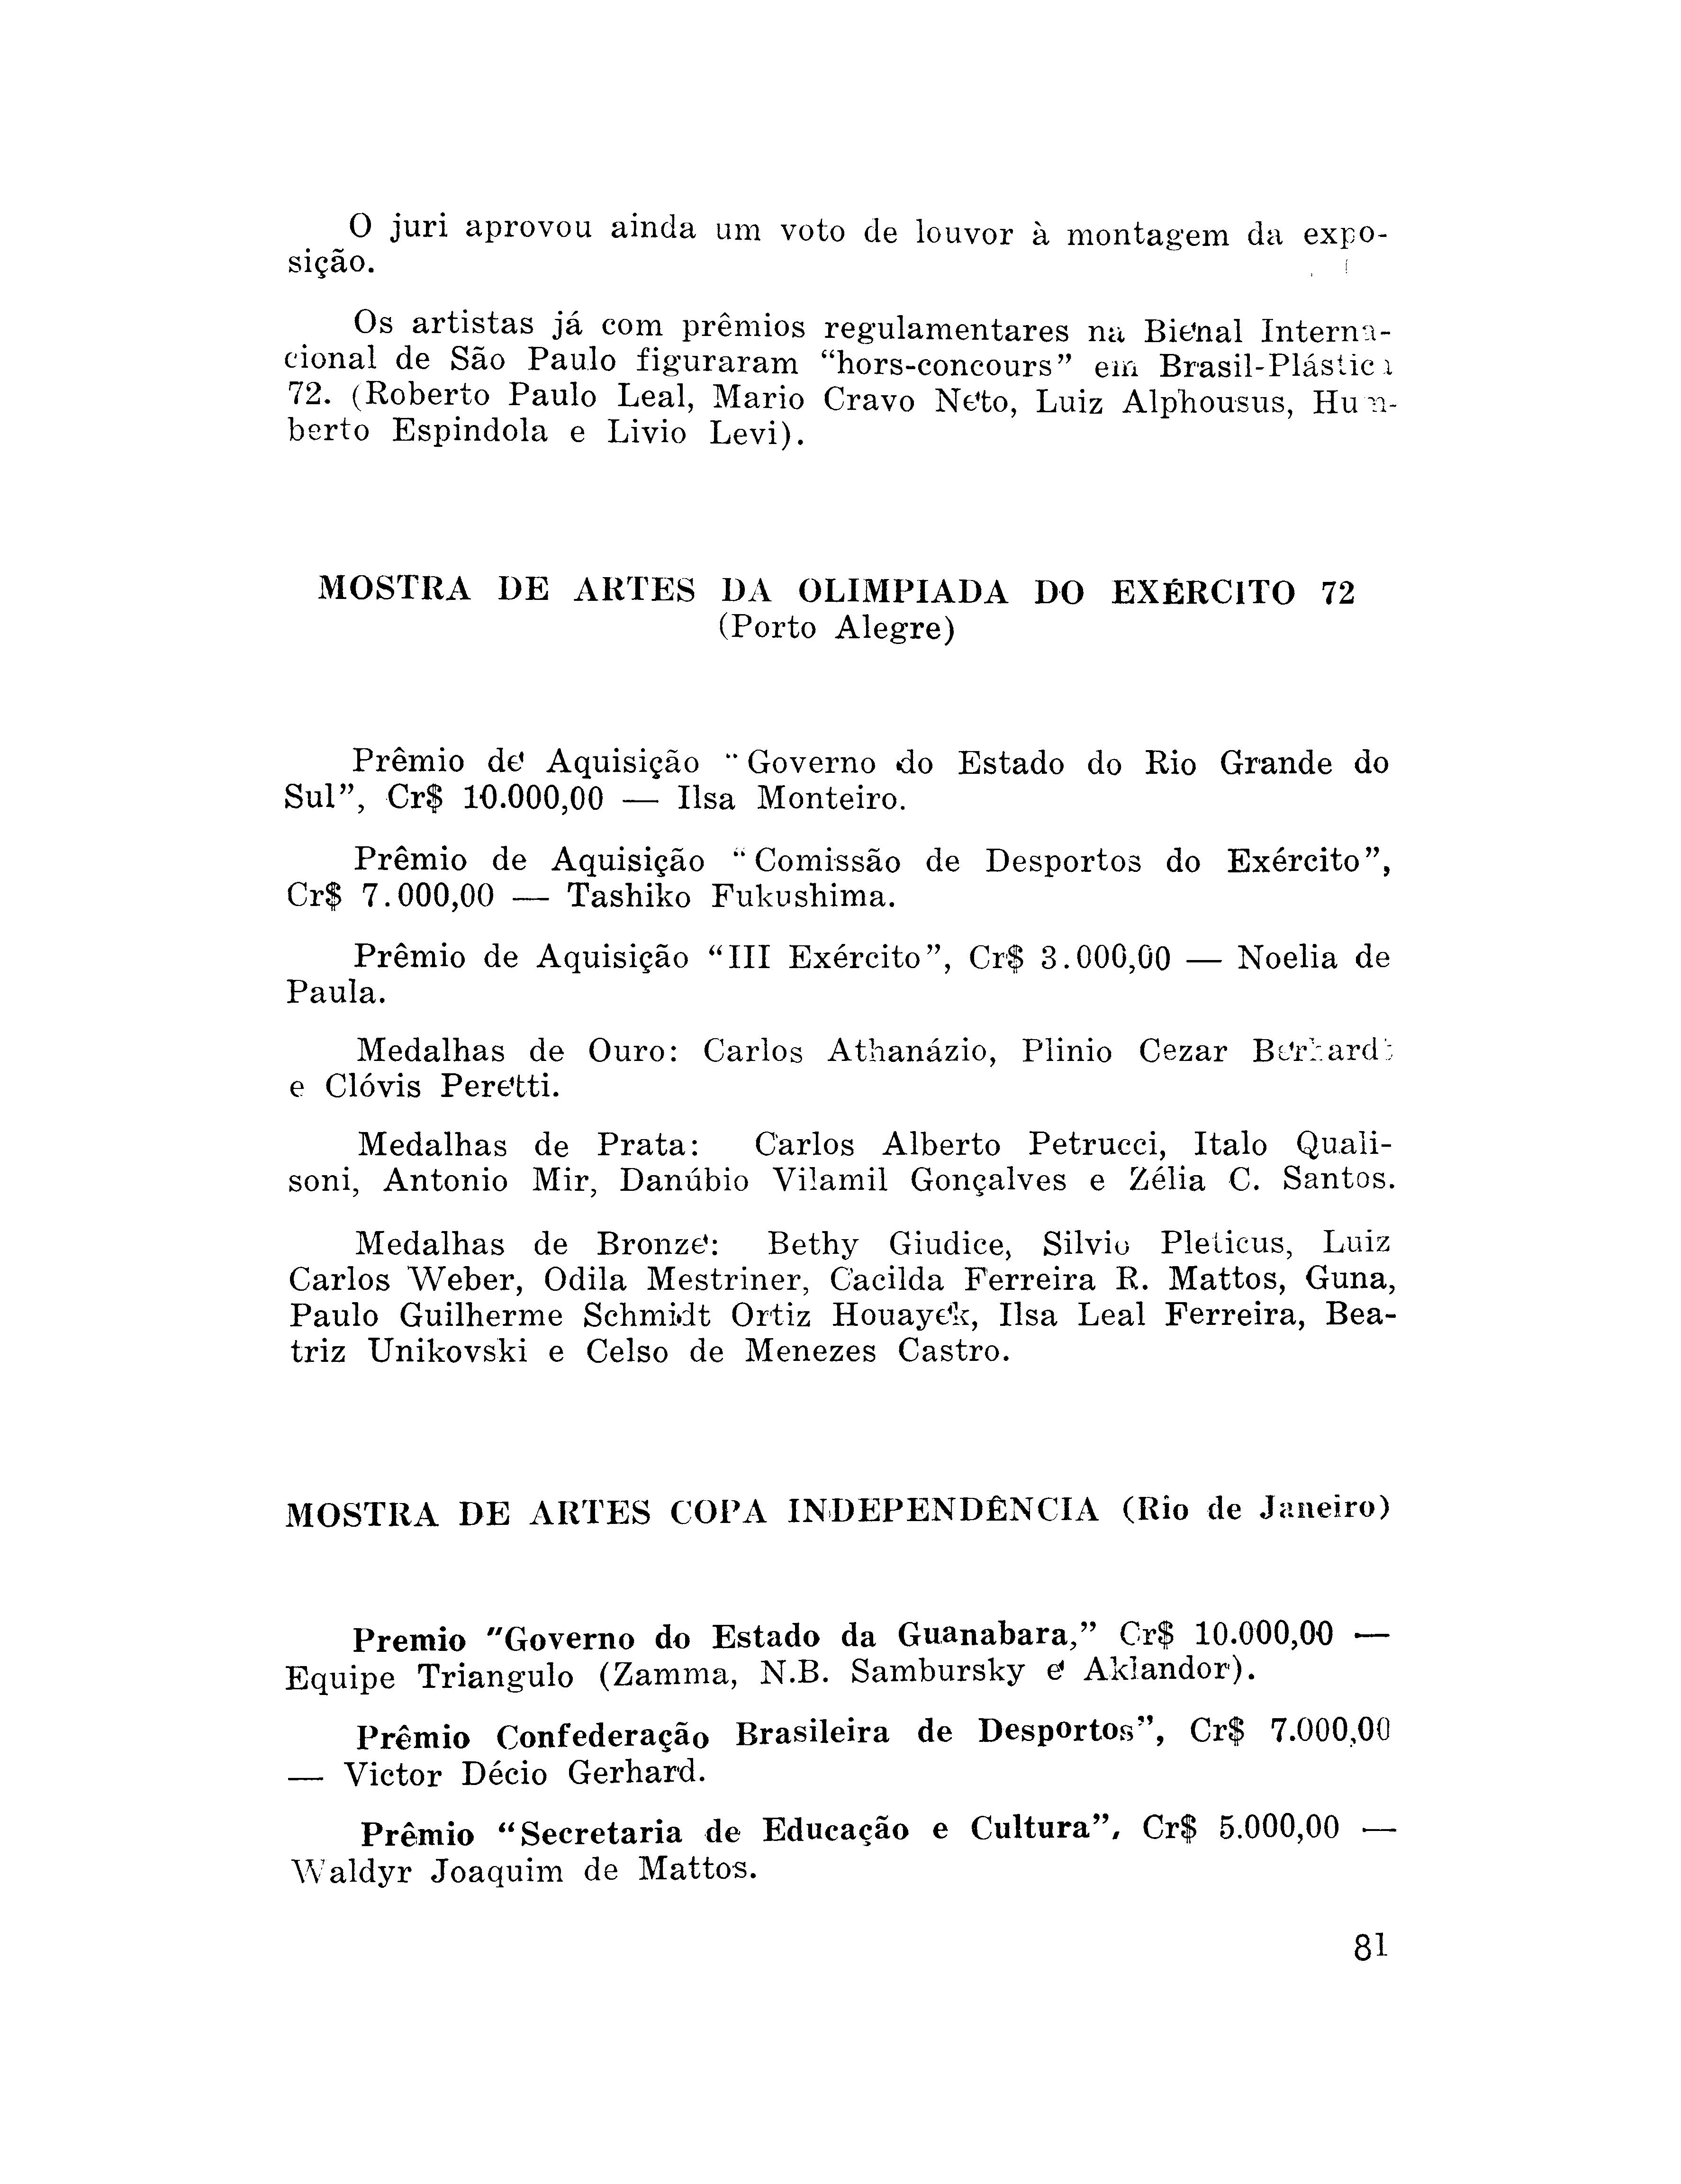 O juri aprovou ainda um voto de louvor à montagem da expo-
sição.
Os artistas já com prêmios regulamentares na Bienal Interna-
cional de São Paulo figuraram “hors-concours” em Brasil-Plástica
72. (Roberto Paulo Leal, Mario Cravo Neto, Luiz Alphousus, Hum-
berto Espindola e Livio Levi).
MOSTRA DE ARTES DA OLIMPIADA DO EXÉRCITO 72
(Porto Alegre)
Prêmio de Aquisição “Governo do Estado do Rio Grande do
Sul”, Cr$ 10.000,00 — Ilsa Monteiro.
Prêmio de Aquisição “Comissão de Desportos do Exército”,
Cr$ 7.000,00 — Tashiko Fukushima.
Prêmio de Aquisição “III Exército”, Cr$ 3.000,00 — Noelia de
Paula.
Medalhas de Ouro: Carlos Athanázio, Plinio Cezar
e Clóvis Peretti.
Medalhas de Prata: Carlos Alberto Petrucci, Italo Quali-
soni, Antonio Mir, Danúbio Vilamil Gonçalves e Zélia C. Santos.
Medalhas de Bronze: Bethy Giudice, Silvio Pleticus, Luiz
Carlos Weber, Odila Mestriner, Cacilda Ferreira R. Mattos, Guna,
Paulo Guilherme Schmidt Ortiz Houayek, Ilsa Leal Ferreira, Bea-
triz Unikovski e Celso de Menezes Castro.
MOSTRA DE ARTES COPA INDEPENDÊNCIA (Rio de Janeiro)
Premio "Governo do Estado da Guanabara,” Cr$ 10.000,00 —
Equipe Triangulo (Zamma, N.B. Sambursky e Aklandor).
Prêmio Confederação Brasileira de Desportos”, Cr$ 7.000,00
— Victor Décio Gerhard.
Prêmio “Secretaria de Educação e Cultura”, Cr$ 5.000,00 —
Waldyr Joaquim de Mattos.
81